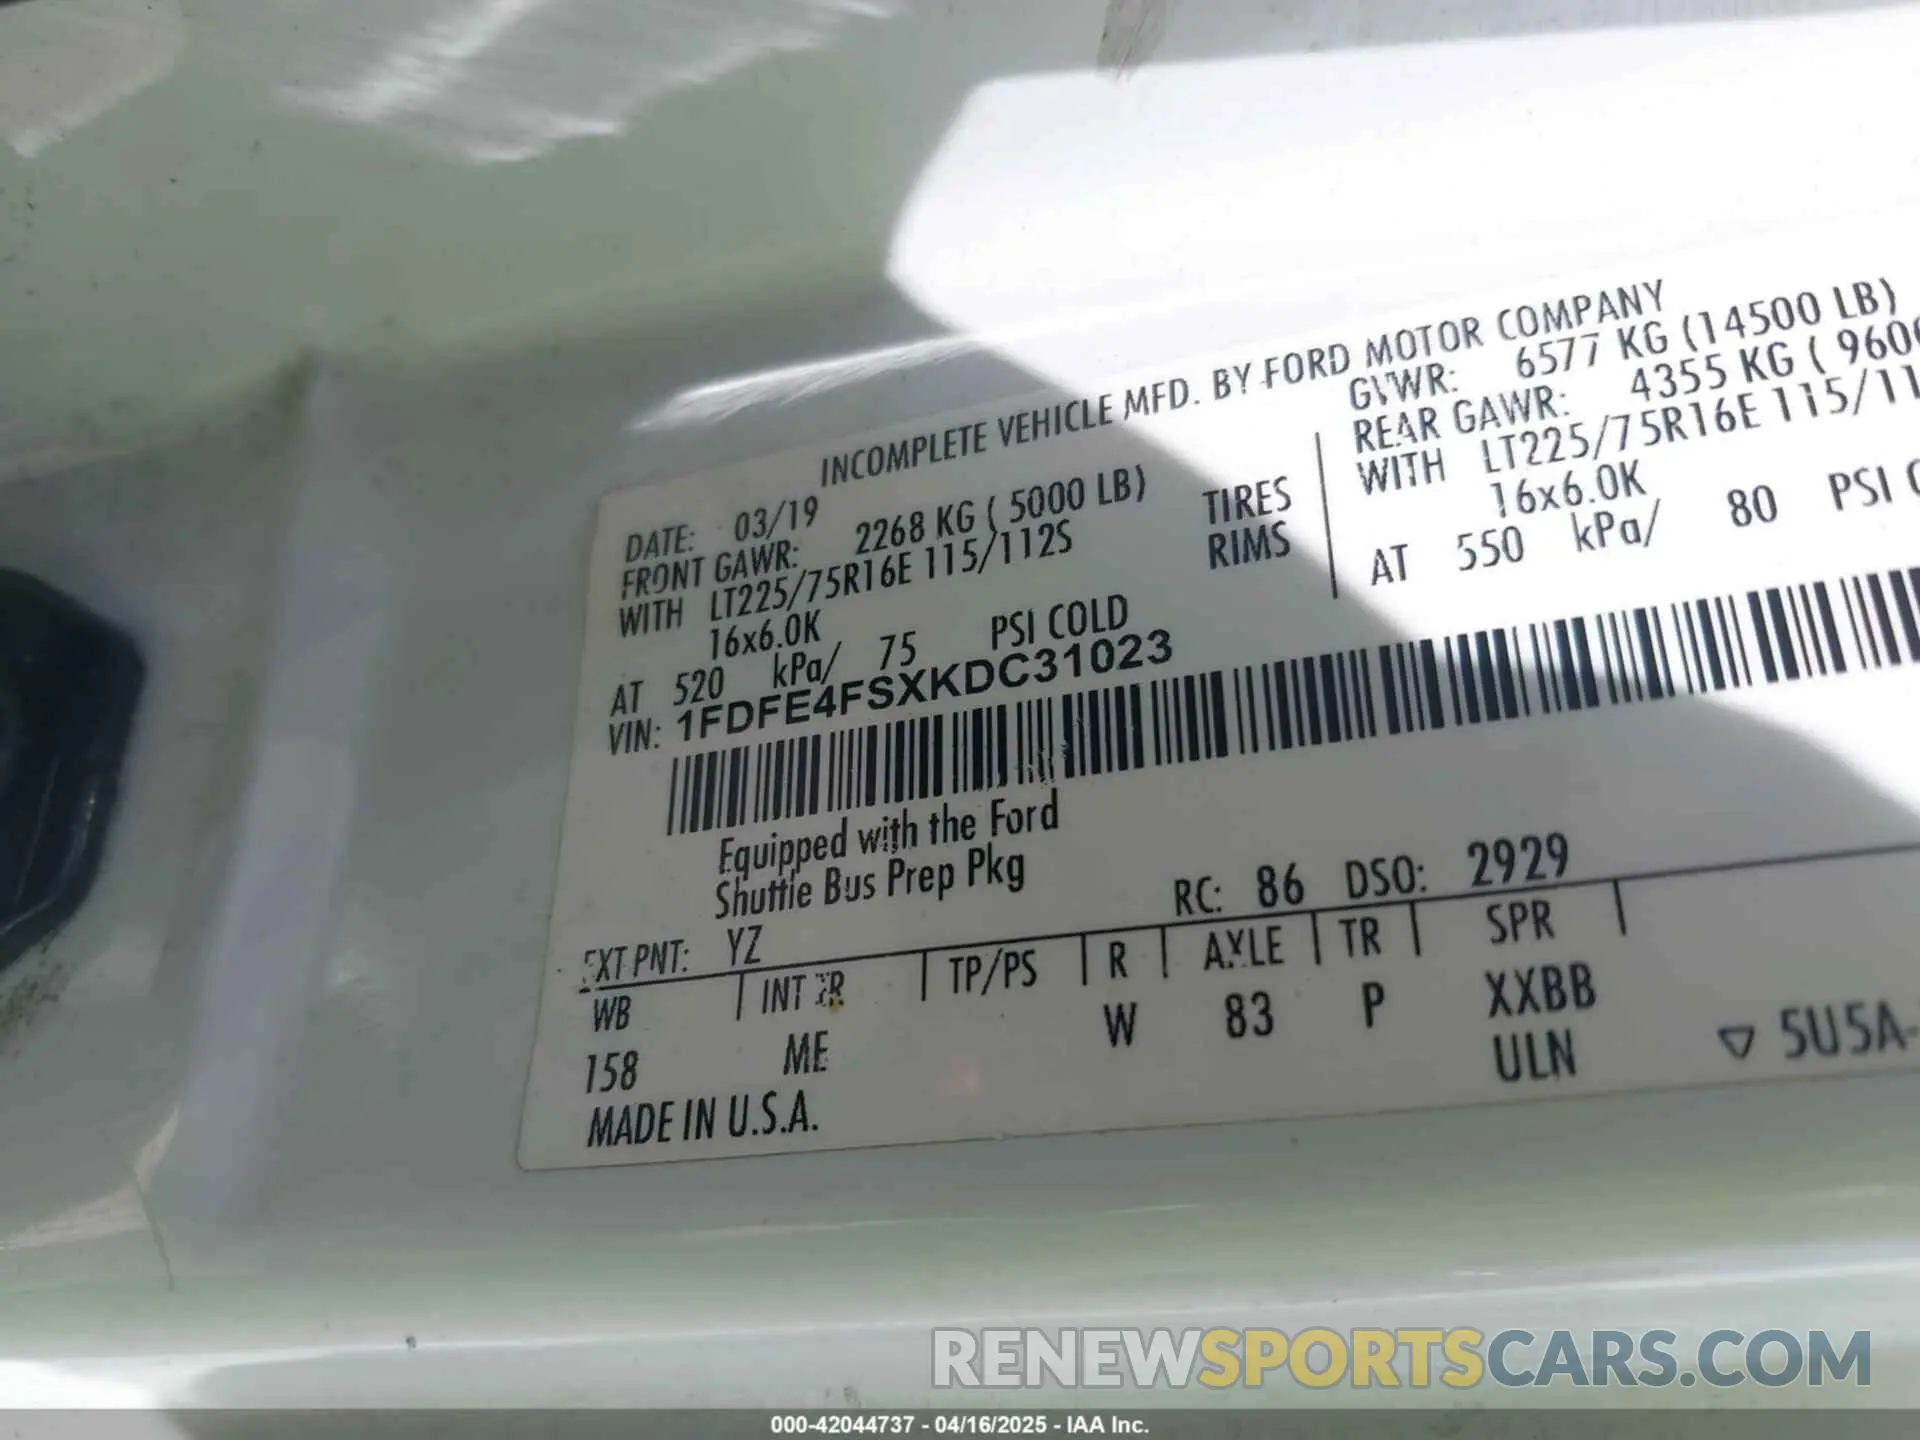 INCOMPLETE VEHICLE MFD. BY FORD MOTOR COMPANY
DATE: 03/19
GVWR: 6577 KG (14500 LB)
FRONT GAWR: 2268 KG ( 5000 LB)
REAR GAWR: 4355 KG (
WITH LT225/75R16E 115/112S
TIRES
WITH LT225/75R16E
16x6.0K
RIMS
16x6.0K
AT 520 kPa/ 75 PSI COLD
AT 550 kPa/ 80 PSI
VIN: 1FDFE4FSXKDC31023
Equipped with the Ford
Shuttle Bus Prep Pkg
EXT PNT: YZ
RC: 86 DSO: 2929
WB INT TR TP/PS R AXLE TR SPR
158 ME W 83 P XXBB
ULN
5U5A-
MADE IN U.S.A.
RENEWSPORTSCARS.COM
000-42044737 - 04/16/2025 - IAA Inc.